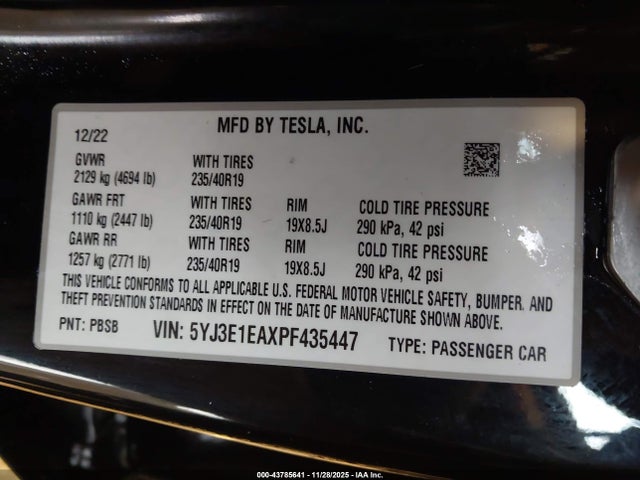 12/22 MFD BY TESLA, INC.
GVWR WITH TIRES
2129 kg (4694 lb) 235/40R19
GAWR FRT WITH TIRES RIM COLD TIRE PRESSURE
1110 kg (2447 lb) 235/40R19 19X8.5J 290 kPa, 42 psi
GAWR RR WITH TIRES RIM COLD TIRE PRESSURE
1257 kg (2771 lb) 235/40R19 19X8.5J 290 kPa, 42 psi
THIS VEHICLE CONFORMS TO ALL APPLICABLE U.S. FEDERAL MOTOR VEHICLE SAFETY, BUMPER, AND
THEFT PREVENTION STANDARDS IN EFFECT ON THE DATE OF MANUFACTURE SHOWN ABOVE.
PNT: PBSB VIN: 5YJ3E1EAXPF435447 TYPE: PASSENGER CAR
000-43785641 - 11/28/2025 - IAA Inc.